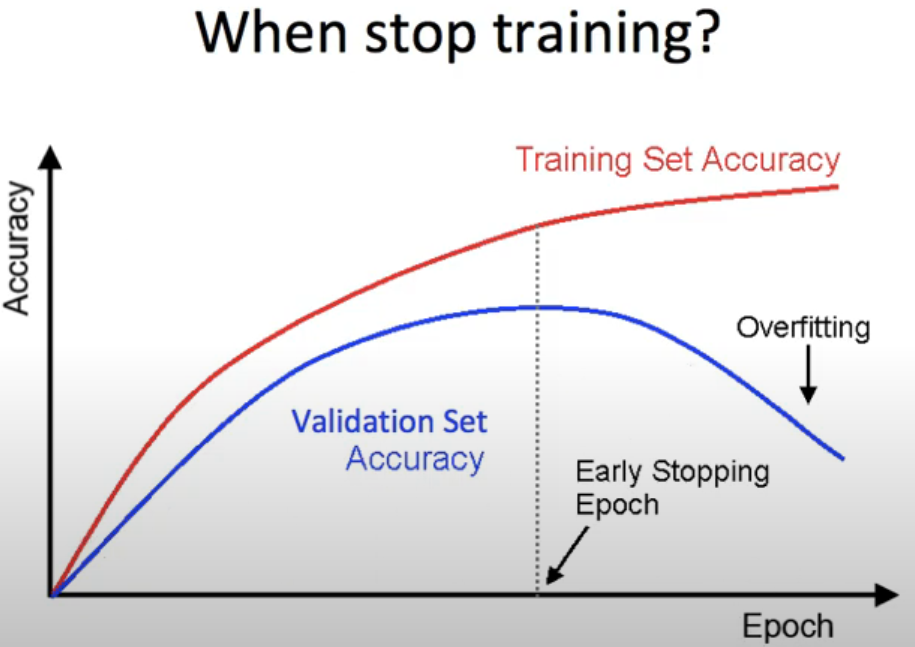 When stop training?
Training Set Accuracy
Accuracy
Overfitting
Validation Set
Accuracy
Early Stopping
Epoch
Epoch